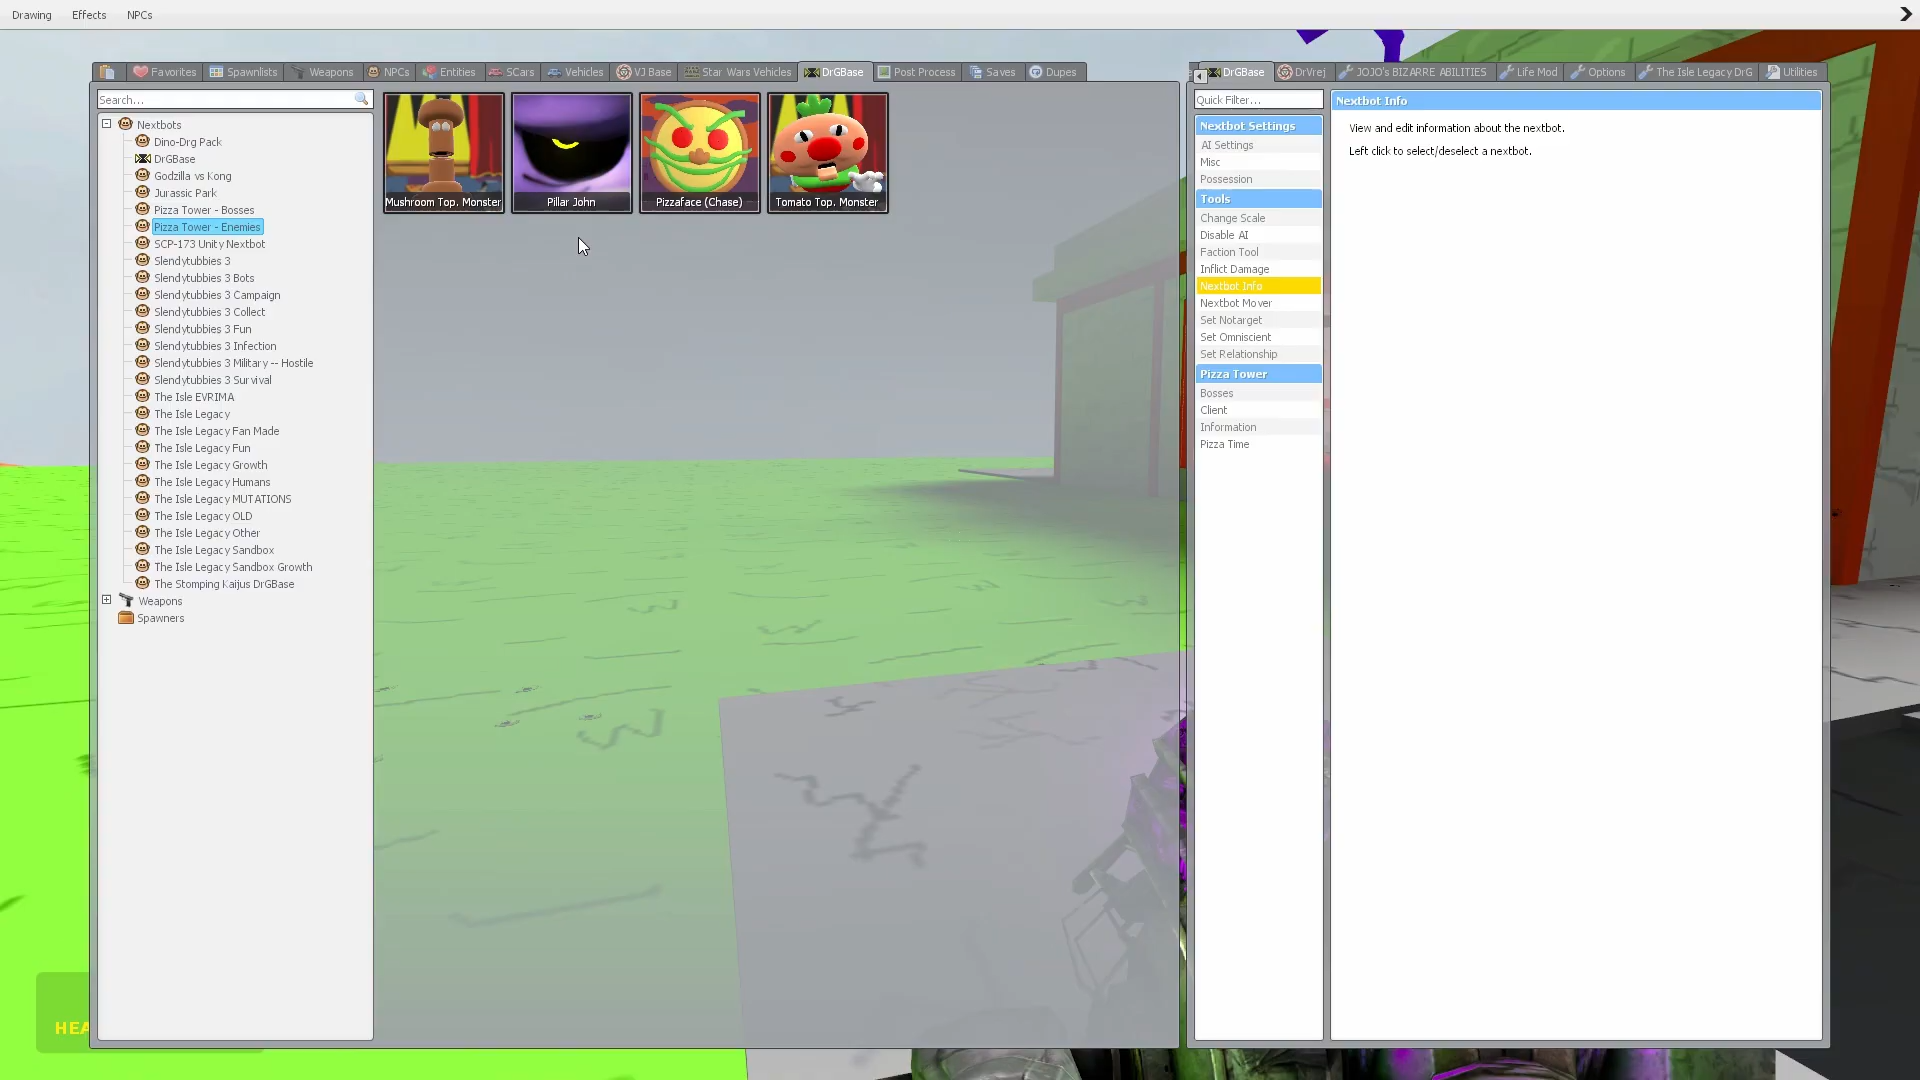 Drawing Effects NPCs
Favorites Spawnlists Weapons NPCs Entities SCars Vehicles VJ Base Star Wars Vehicles DrGBase Post Process Saves Dupes
DrGBase DrVrej JOJO's BIZARRE ABILITIES Life Mod Options The Isle Legacy DrG Utilities
Search...
Nextbots
Dino-Drg Pack
DrGBase
Godzilla vs Kong
Jurassic Park
Pizza Tower - Bosses
Pizza Tower - Enemies
SCP-173 Unity Nextbot
Slendytubbies 3
Slendytubbies 3 Bots
Slendytubbies 3 Campaign
Slendytubbies 3 Collect
Slendytubbies 3 Fun
Slendytubbies 3 Infection
Slendytubbies 3 Military -- Hostile
Slendytubbies 3 Survival
The Isle EVRIMA
The Isle Legacy
The Isle Legacy Fan Made
The Isle Legacy Fun
The Isle Legacy Growth
The Isle Legacy Humans
The Isle Legacy MUTATIONS
The Isle Legacy OLD
The Isle Legacy Other
The Isle Legacy Sandbox
The Isle Legacy Sandbox Growth
The Stomping Kaijus DrGBase
Weapons
Spawners
Mushroom Top. Monster
Pillar John
Pizzaface (Chase)
Tomato Top. Monster
Quick Filter...
Nextbot Settings
AI Settings
Misc
Possession
Tools
Change Scale
Disable AI
Faction Tool
Inflict Damage
Nextbot Info
Nextbot Mover
Set Notarget
Set Omniscient
Set Relationship
Pizza Tower
Bosses
Client
Information
Pizza Time
Nextbot Info
View and edit information about the nextbot.
Left click to select/deselect a nextbot.
HEA